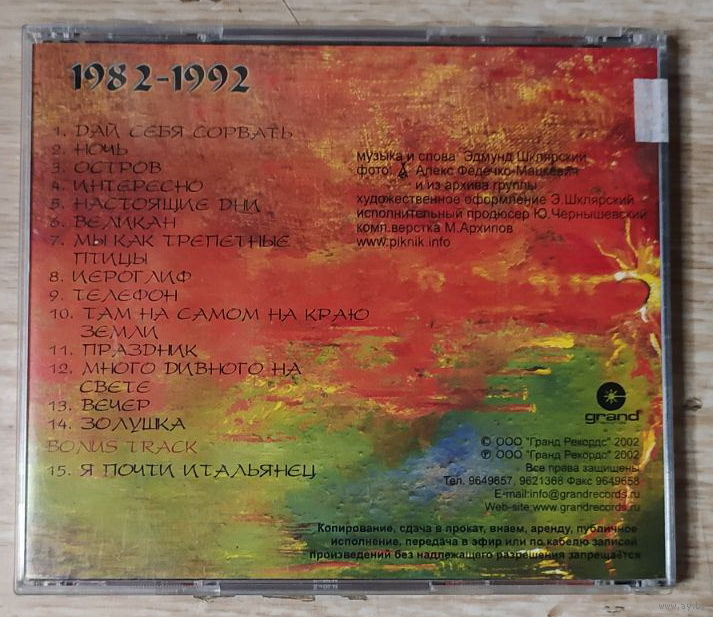 1982-1992
1. ДАЙ СЕБЯ СОРВАТЬ
2. НОЧЬ
3. ОСТРОВ
4. ИНТЕРЕСНО
5. НАСТОЯЩИЕ ДНИ
6. ВЕЛИКАН
7. МЫ КАК ТРЕПЕТНЫЕ
ПТИЦЫ
8. ИЕРОГЛИФ
9. ТЕЛЕФОН
10. ТАМ НА САМОМ НА КРАЮ
ЗЕМЛИ
11. ПРАЗДНИК
12. МНОГО ДИВНОГО НА
СВЕТЕ
13. ВЕЧЕР
14. ЗОЛУШКА
BONUS TRACK
15. Я ПОЧТИ ИТАЛЬЯНЕЦ
музыка и слова Эдмунд Шклярский
фото: Алекс Федечко-Мацкевич
и из архива группы
художественное оформление Э.Шклярский
исполнительный продюсер Ю.Чернышевский
комп.верстка М.Архипов
www.piknik.info
grand
© ООО "Гранд Рекордс" 2002
℗ ООО "Гранд Рекордс" 2002
Все права защищены
Тел. 9649657, 9621368 Факс 9649658
E-mail:info@grandrecords.ru
Web-site:www.grandrecords.ru
Копирование, сдача в прокат, внаем, аренду, публичное
исполнение, передача в эфир или по кабелю записей
произведений без надлежащего разрешения запрещается